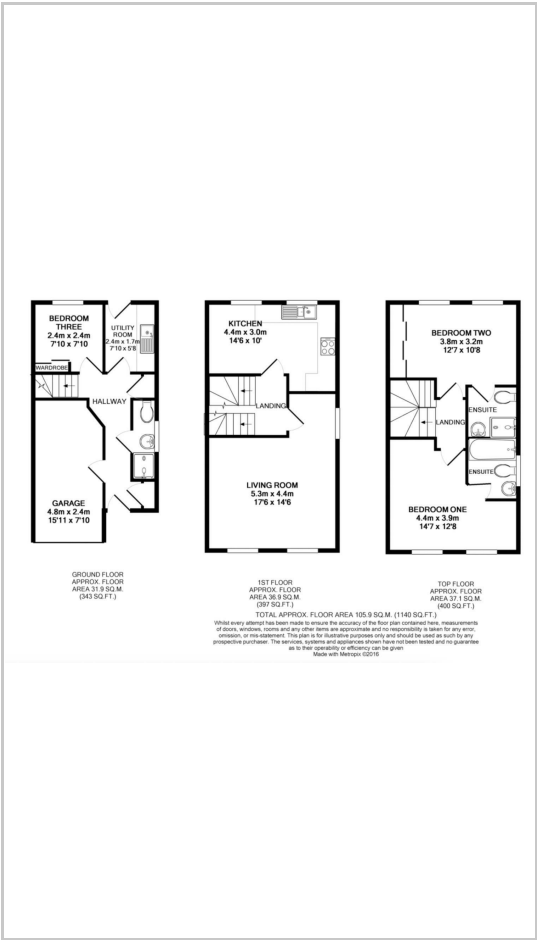 BEDROOM
THREE
2.4m x 2.4m
7'10 x 7'10
UTILITY
ROOM
2.4m x 1.7m
7'10 x 5'8
WARDROBE
HALLWAY
GARAGE
4.8m x 2.4m
15'11 x 7'10
GROUND FLOOR
APPROX. FLOOR
AREA 31.9 SQ.M.
(343 SQ.FT.)
KITCHEN
4.4m x 3.0m
14'6 x 10'
LANDING
LIVING ROOM
5.3m x 4.4m
17'6 x 14'6
1ST FLOOR
APPROX. FLOOR
AREA 36.9 SQ.M.
(397 SQ.FT.)
BEDROOM TWO
3.8m x 3.2m
12'7 x 10'8
ENSUITE
LANDING
ENSUITE
BEDROOM ONE
4.4m x 3.9m
14'7 x 12'8
TOP FLOOR
APPROX. FLOOR
AREA 37.1 SQ.M.
(400 SQ.FT.)
TOTAL APPROX. FLOOR AREA 105.9 SQ.M. (1140 SQ.FT.)
Whilst every attempt has been made to ensure the accuracy of the floor plan contained here, measurements
of doors, windows, rooms and any other items are approximate and no responsibility is taken for any error,
omission, or mis-statement. This plan is for illustrative purposes only and should be used as such by any
prospective purchaser. The services, systems and appliances shown have not been tested and no guarantee
as to their operability or efficiency can be given
Made with Metropix ©2016